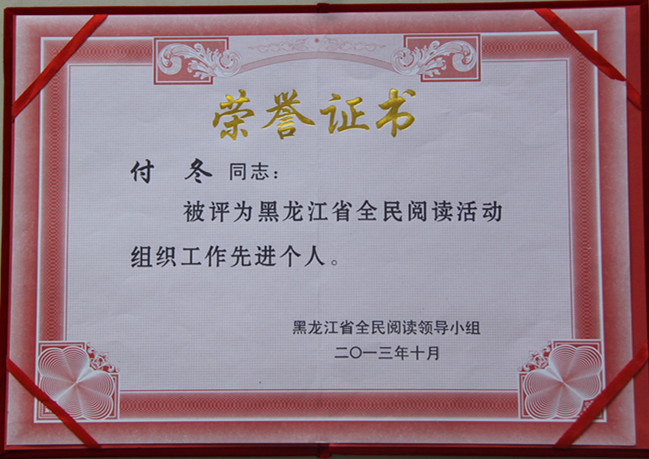 荣誉证书
付冬同志：
被评为黑龙江省全民阅读活动
组织工作先进个人。
黑龙江省全民阅读领导小组
二〇一三年十月